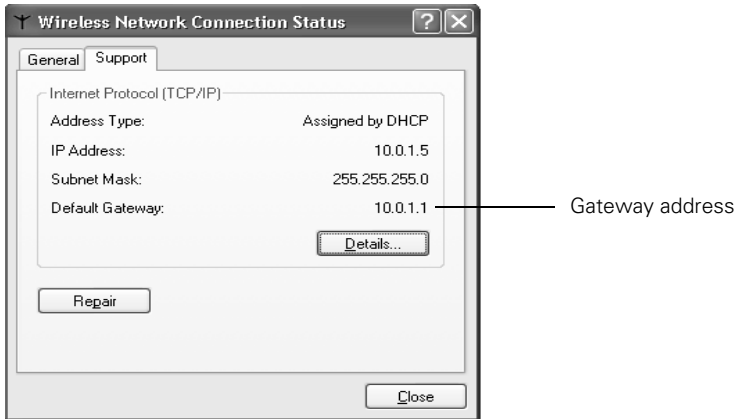 Wireless Network Connection Status
General Support
Internet Protocol (TCP/IP)
Address Type: Assigned by DHCP
IP Address: 10.0.1.5
Subnet Mask: 255.255.255.0
Default Gateway: 10.0.1.1 Gateway address
Details...
Repair
Close